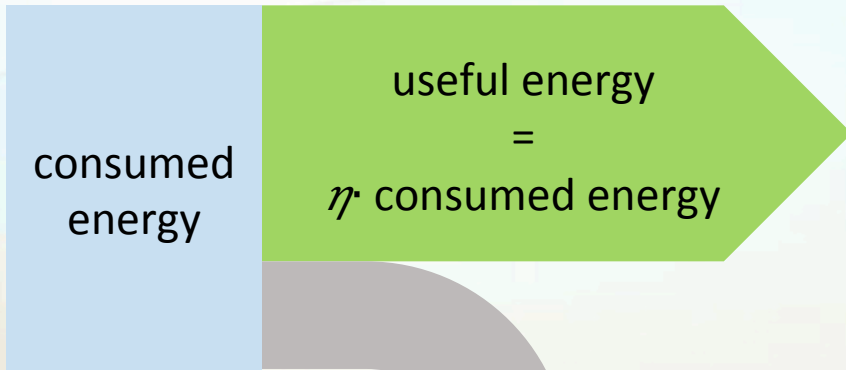 consumed
energy
useful energy
=
η· consumed energy